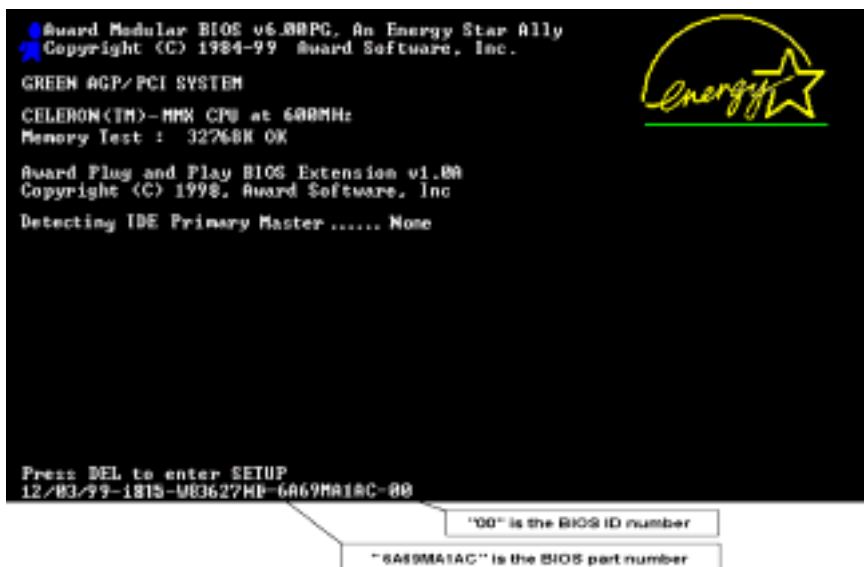 Award Modular BIOS v6.00PG, An Energy Star Ally
Copyright (C) 1984-99 Award Software, Inc.
energy
GREEN AGP/PCI SYSTEM
CELERON(TM)-MMX CPU at 600MHz
Memory Test : 32768K OK
Award Plug and Play BIOS Extension v1.0A
Copyright (C) 1998, Award Software, Inc
Detecting IDE Primary Master ...... None
Press DEL to enter SETUP
12/03/99-i815-W83627HD-6A69MA1AC-00
"00" is the BIOS ID number
"6A69MA1AC" is the BIOS part number